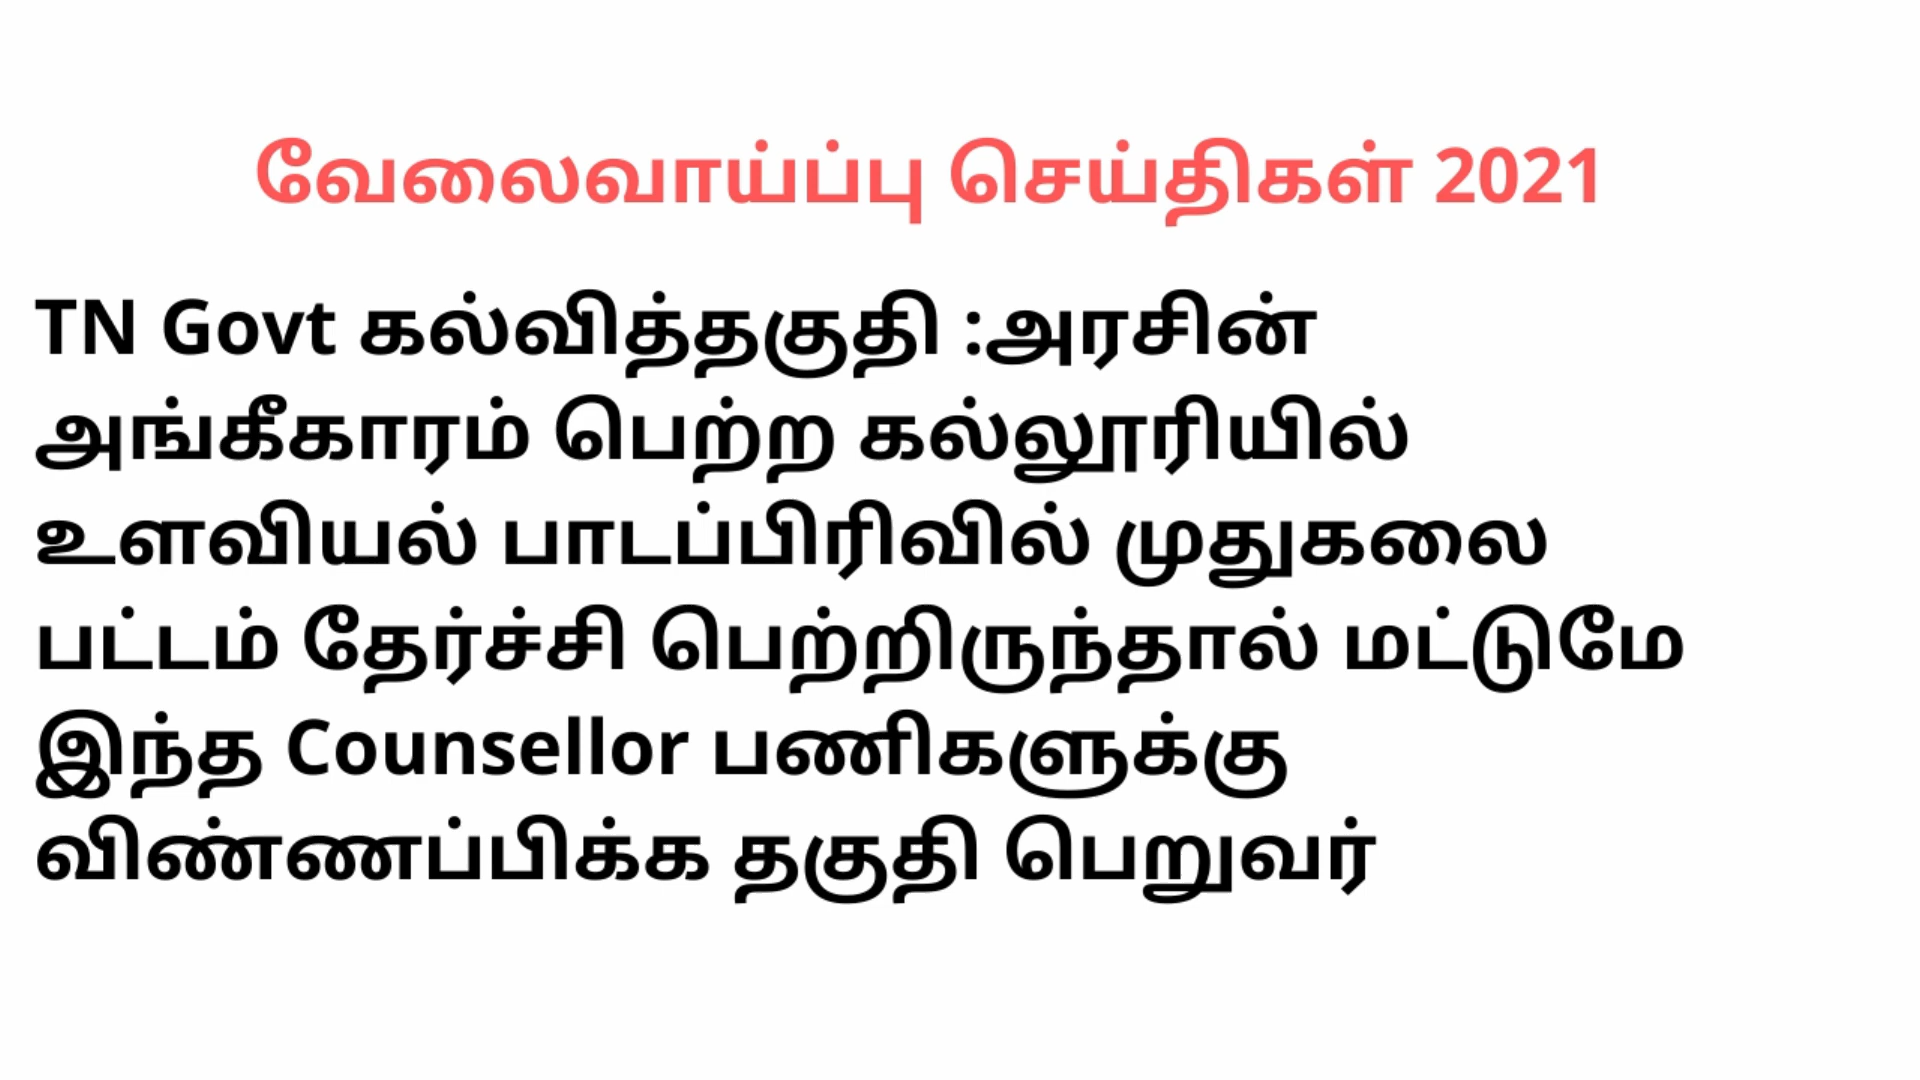 வேலைவாய்ப்பு செய்திகள் 2021
TN Govt கல்வித்தகுதி :அரசின்
அங்கீகாரம் பெற்ற கல்லூரியில்
உளவியல் பாடப்பிரிவில் முதுகலை
பட்டம் தேர்ச்சி பெற்றிருந்தால் மட்டுமே
இந்த Counsellor பணிகளுக்கு
விண்ணப்பிக்க தகுதி பெறுவர்